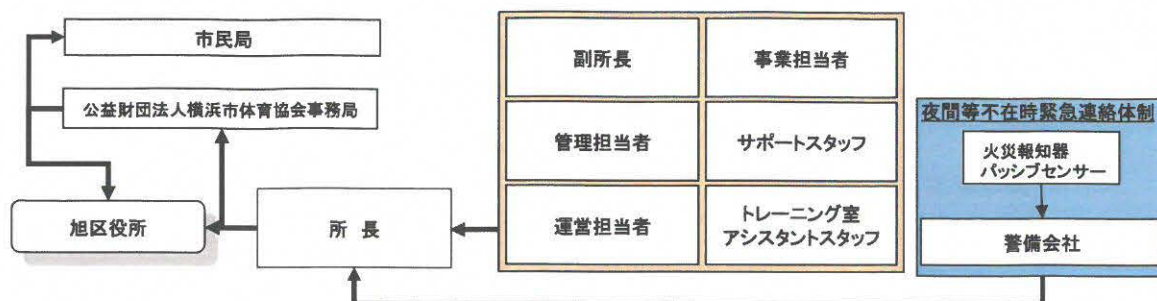 市民局
公益財団法人横浜市体育協会事務局
旭区役所
所 長
副所長
事業担当者
管理担当者
サポートスタッフ
運営担当者
トレーニング室
アシスタントスタッフ
夜間等不在時緊急連絡体制
火災報知器
パッシブセンサー
警備会社